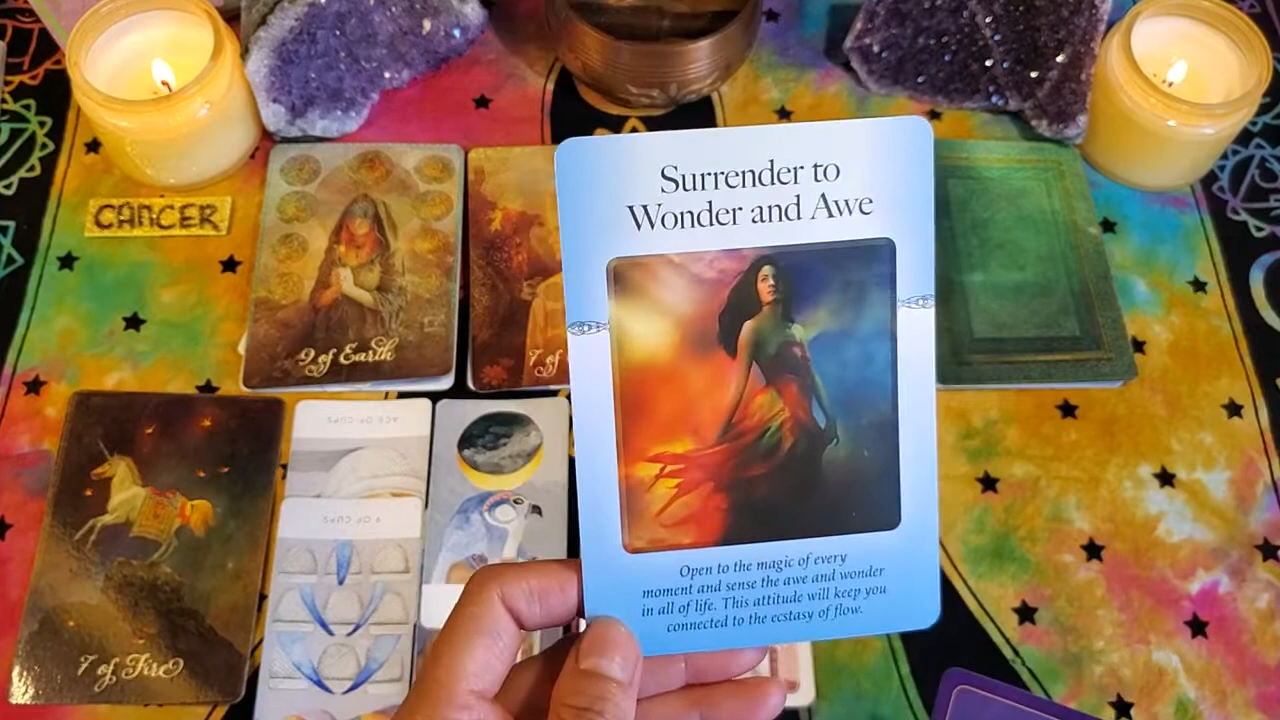 CANCER
9 of Earth
7 of
Surrender to
Wonder and Awe
Open to the magic of every
moment and sense the awe and wonder
in all of life. This attitude will keep you
connected to the ecstasy of flow.
7 of Fire
ACE OF CUPS
9 OF CUPS